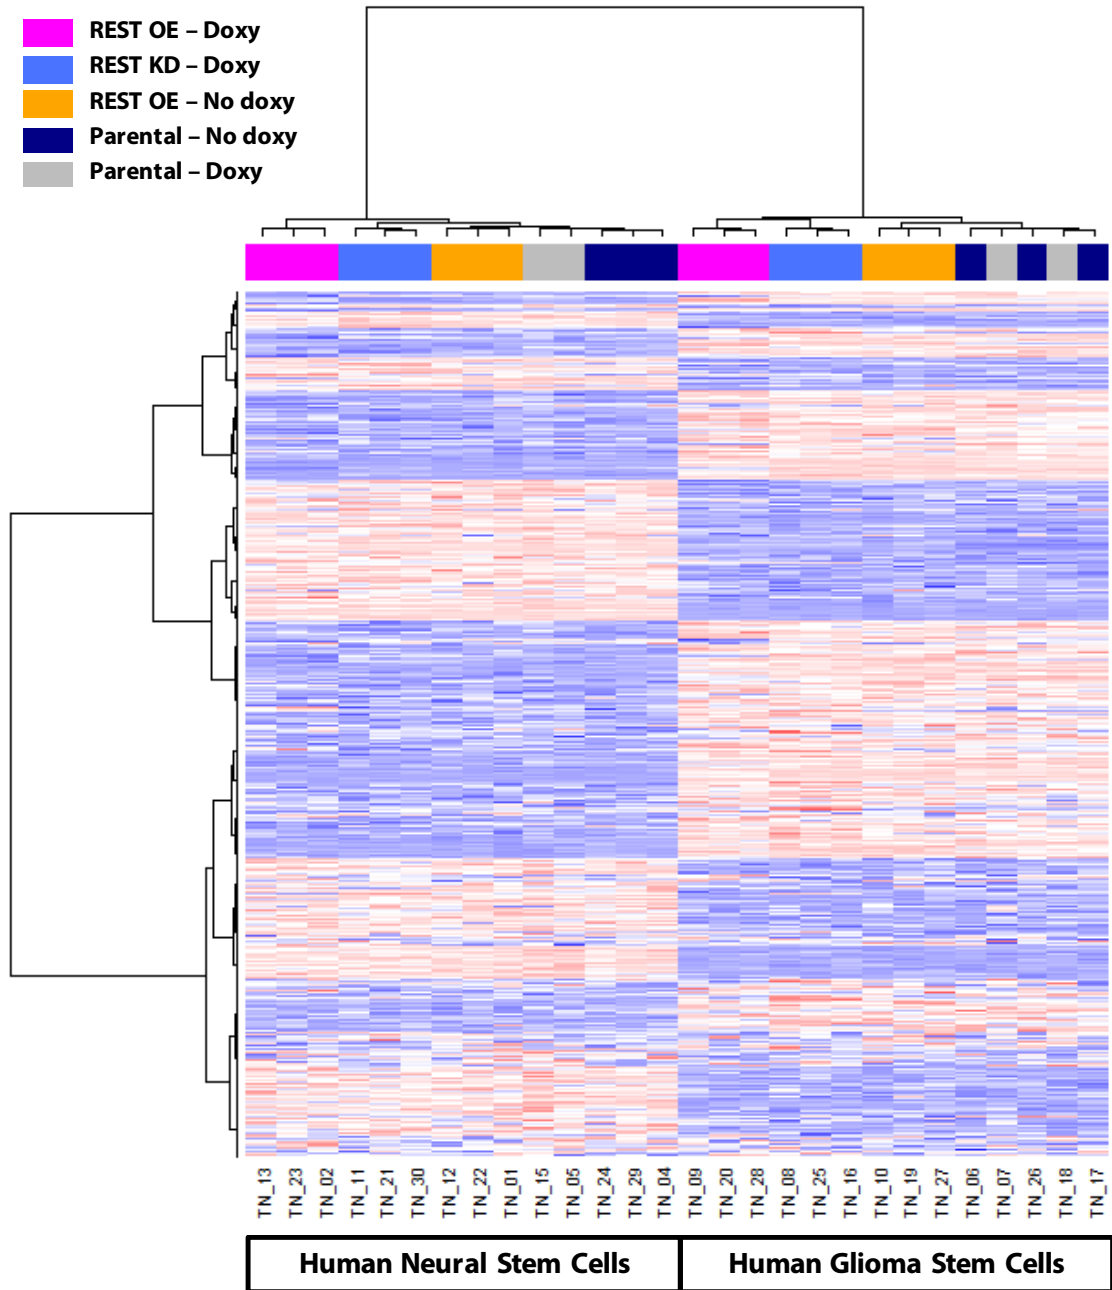 REST OE – Doxy
REST KD – Doxy
REST OE – No doxy
Parental – No doxy
Parental – Doxy
TN_13 TN_23 TN_02 TN_11 TN_21 TN_30 TN_12 TN_22 TN_01 TN_15 TN_05 TN_24 TN_29 TN_04 TN_09 TN_20 TN_28 TN_08 TN_25 TN_16 TN_10 TN_19 TN_27 TN_06 TN_07 TN_26 TN_18 TN_17
Human Neural Stem Cells Human Glioma Stem Cells